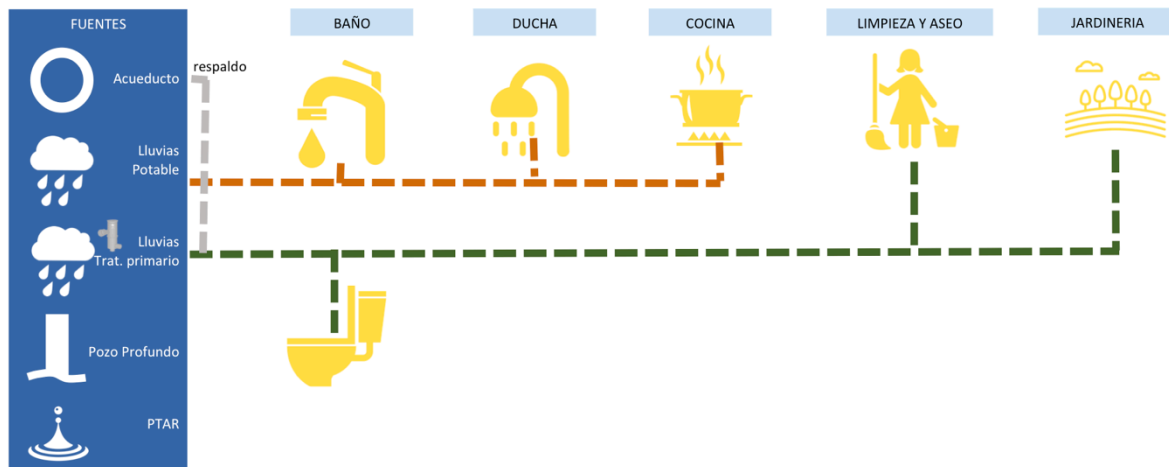 FUENTES
BAÑO
DUCHA
COCINA
LIMPIEZA Y ASEO
JARDINERIA
Acueducto
respaldo
Lluvias
Potable
Lluvias
Trat. primario
Pozo Profundo
PTAR